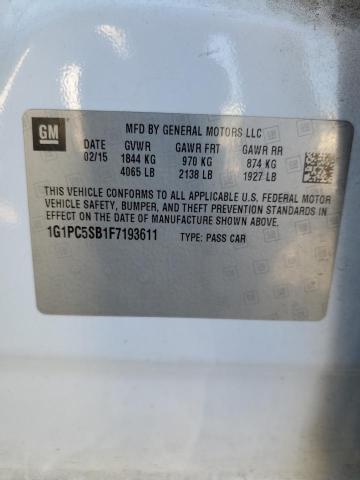 GM
MFD BY GENERAL MOTORS LLC
DATE GVWR GAWR FRT GAWR RR
02/15 1844 KG 970 KG 874 KG
4065 LB 2138 LB 1927 LB
THIS VEHICLE CONFORMS TO ALL APPLICABLE U.S. FEDERAL MOTOR
VEHICLE SAFETY, BUMPER, AND THEFT PREVENTION STANDARDS IN
EFFECT ON THE DATE OF MANUFACTURE SHOWN ABOVE.
1G1PC5SB1F7193611 TYPE: PASS CAR